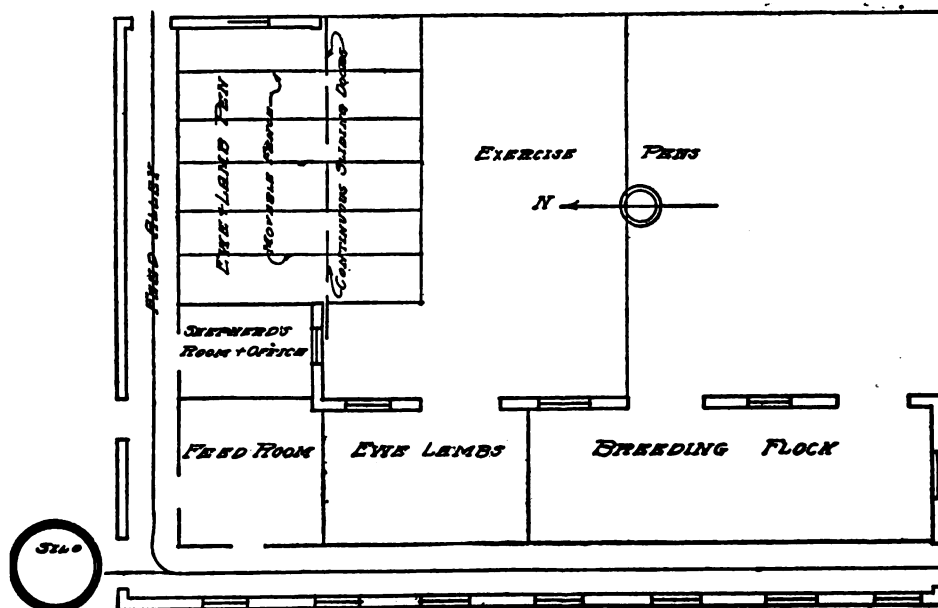 FEED ALLEY
EWE + LAMB PEN
MOVABLE FENCE
CONTINUOUS SLIDING DOORS
EXERCISE PENS
N
SHEPHERD'S
ROOM + OFFICE
FEED ROOM
EWE LAMBS
BREEDING FLOCK
SILO